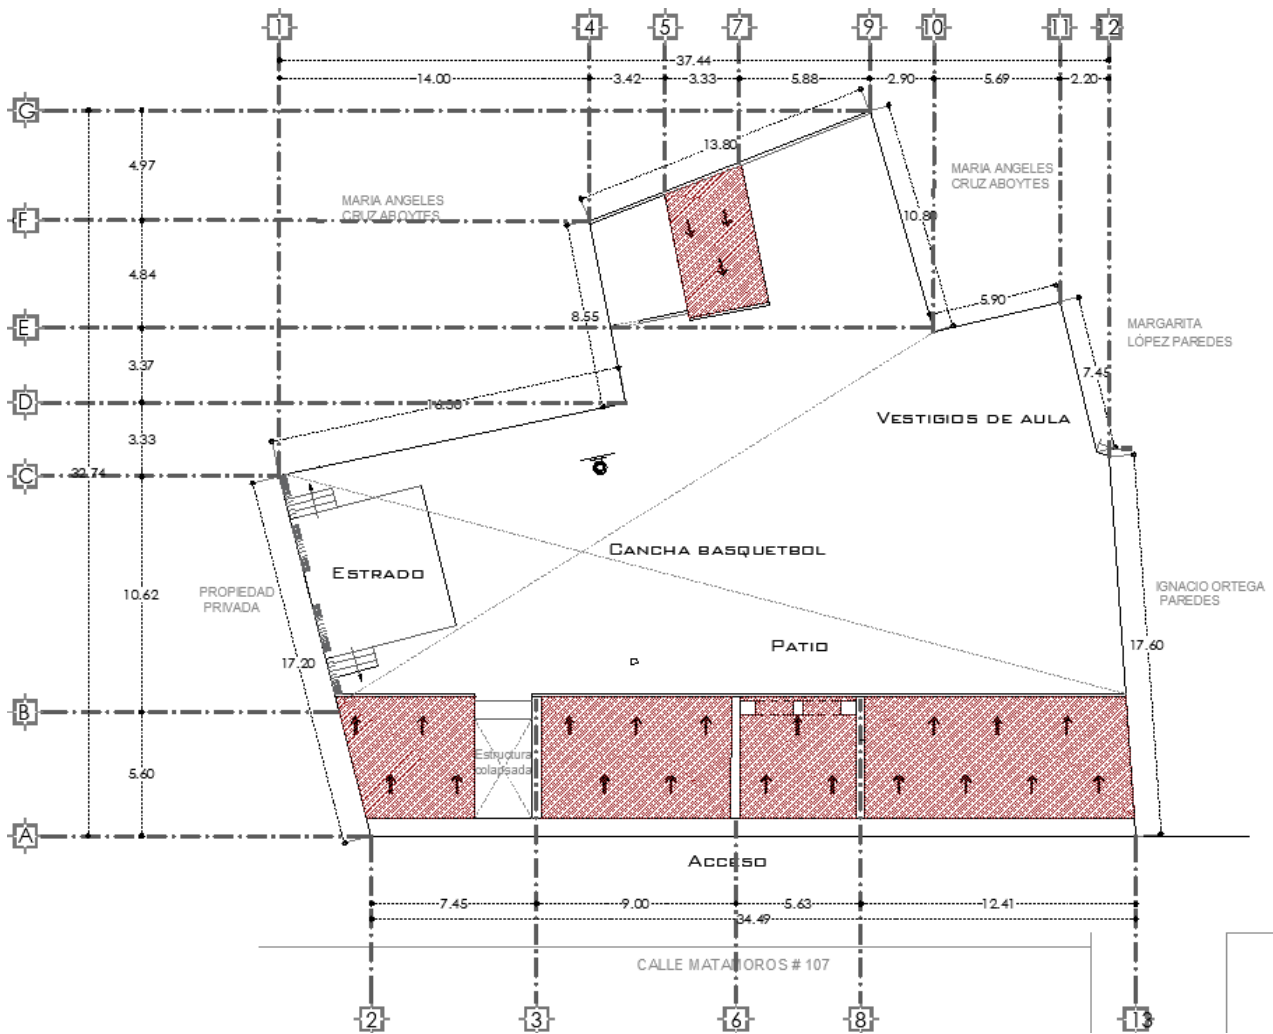 1 4 5 7 9 10 11 12
37.44
14.00 3.42 3.33 5.88 2.90 5.69 2.20
G
F
E
D
C
B
A
4.97
4.84
3.37
3.33
32.74
10.62
5.60
13.80
10.80
8.55
5.90
7.45
16.50
17.20
17.60
MARIA ANGELES
CRUZ ABOYTES
MARIA ANGELES
CRUZ ABOYTES
MARGARITA
LÓPEZ PAREDES
VESTIGIOS DE AULA
CANCHA BASQUETBOL
ESTRADO
PROPIEDAD
PRIVADA
IGNACIO ORTEGA
PAREDES
PATIO
Estructura
colapsada
ACCESO
7.45 9.00 5.63 12.41
34.49
CALLE MATAMOROS # 107
2 3 6 8 13